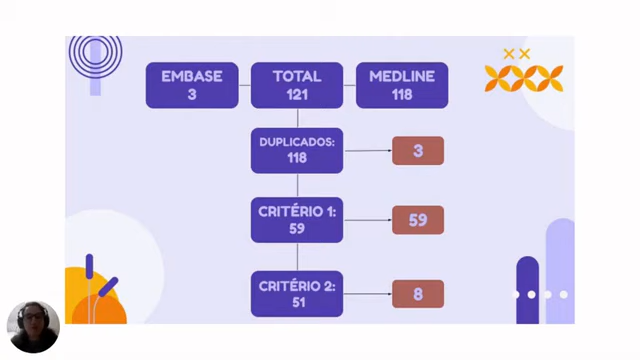 EMBASE
3
TOTAL
121
MEDLINE
118
DUPLICADOS:
118
3
CRITÉRIO 1:
59
59
CRITÉRIO 2:
51
8